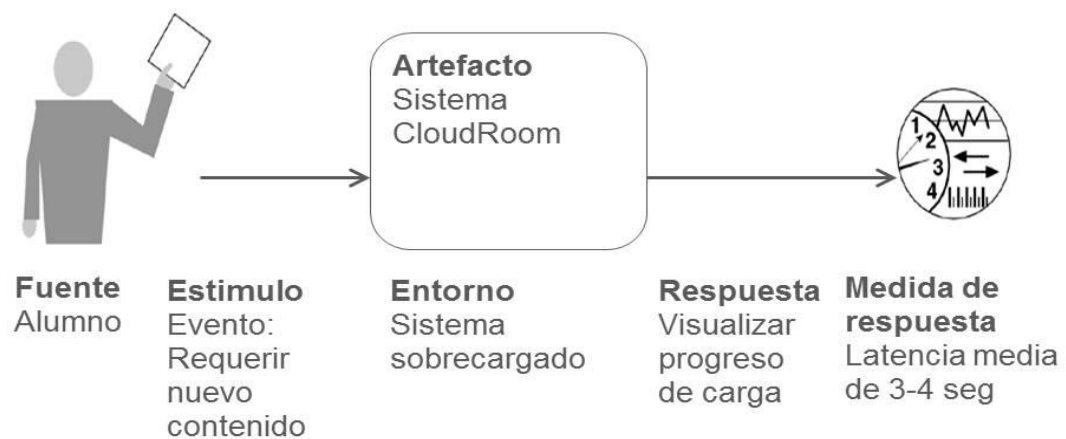 Artefacto
Sistema
CloudRoom
1
2
3
4
Fuente
Alumno
Estimulo
Evento:
Requerir
nuevo
contenido
Entorno
Sistema
sobrecargado
Respuesta
Visualizar
progreso
de carga
Medida de
respuesta
Latencia media
de 3-4 seg